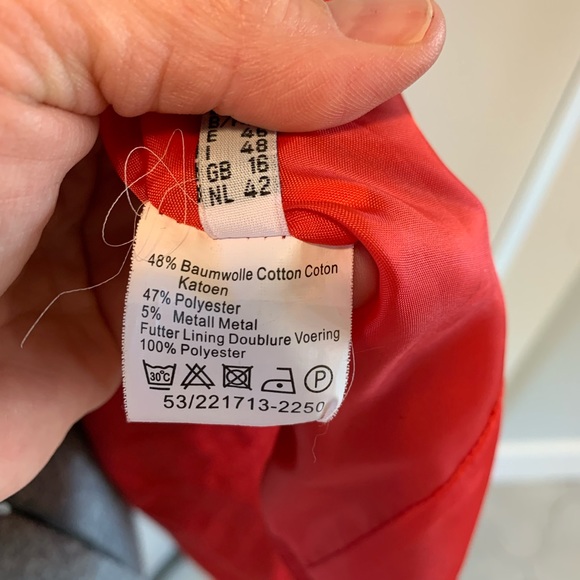 E 46
I 48
GB 16
NL 42
48% Baumwolle Cotton Coton
Katoen
47% Polyester
5% Metall Metal
Futter Lining Doublure Voering
100% Polyester
30°C P
53/221713-2250